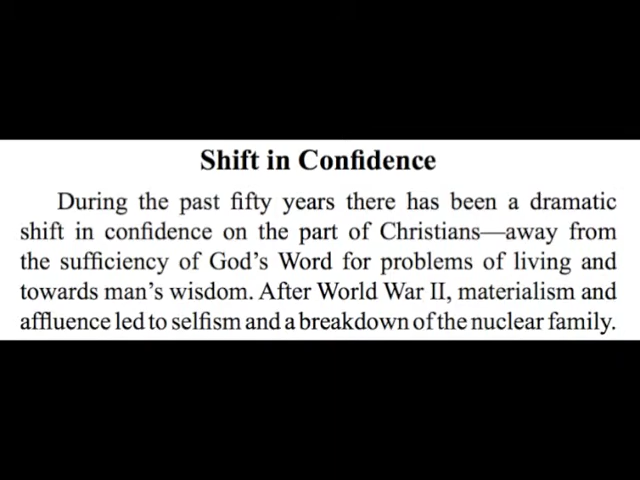 Shift in Confidence
During the past fifty years there has been a dramatic
shift in confidence on the part of Christians—away from
the sufficiency of God's Word for problems of living and
towards man's wisdom. After World War II, materialism and
affluence led to selfism and a breakdown of the nuclear family.